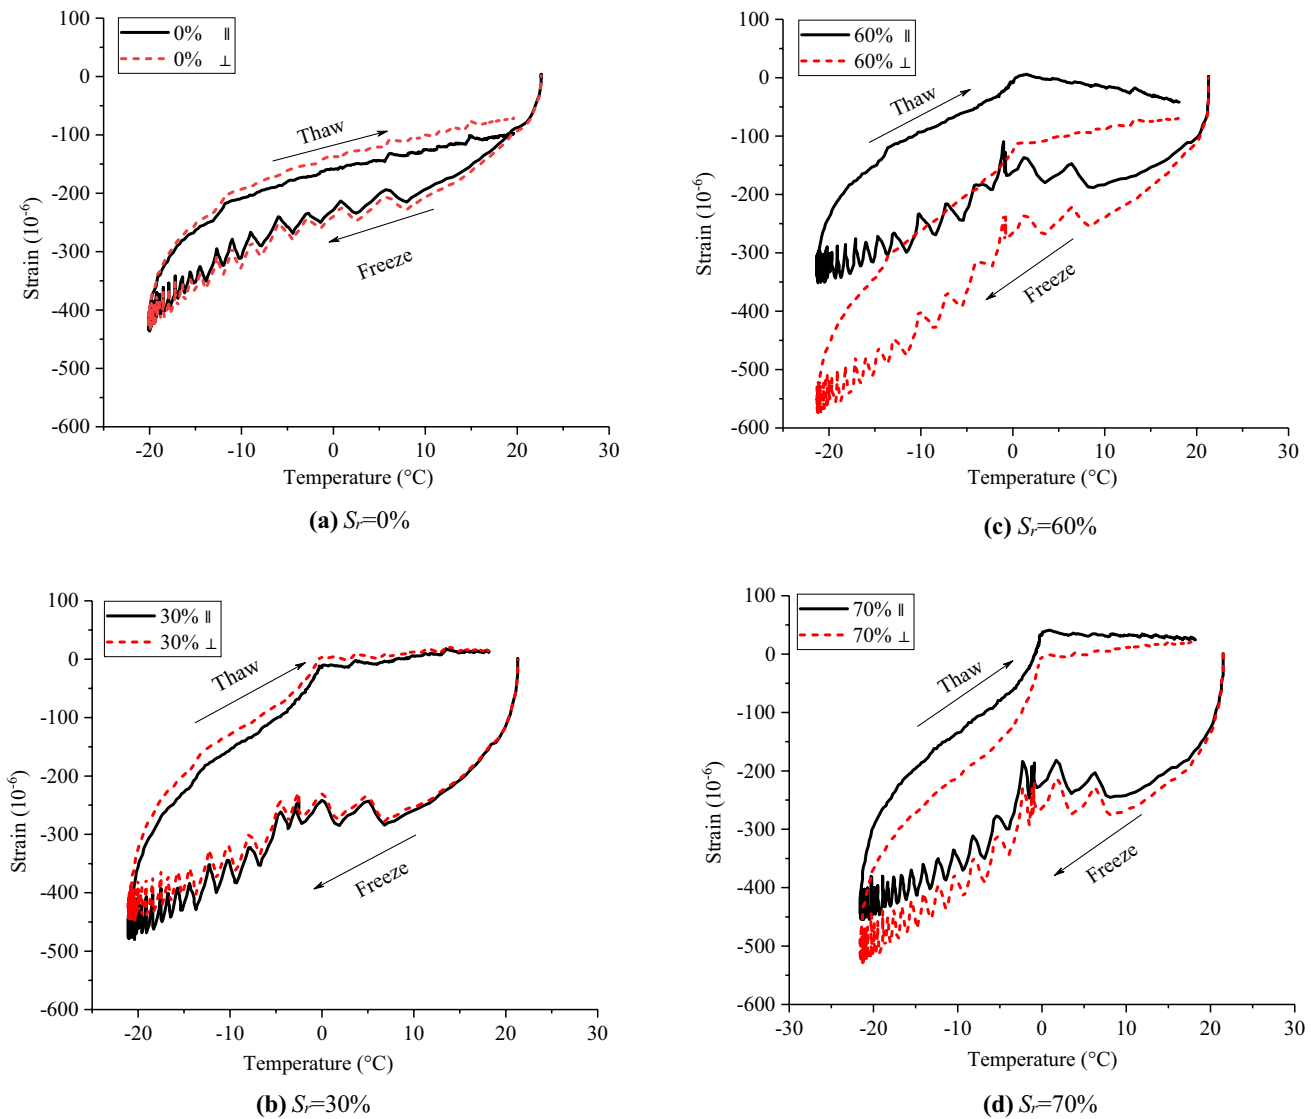 100
0
-100
-200
-300
-400
-500
-600
Strain (10⁻⁶)
0% ∥
0% ⊥
Thaw
Freeze
-20 -10 0 10 20 30
Temperature (°C)
(a) Sr=0%
100
0
-100
-200
-300
-400
-500
-600
Strain (10⁻⁶)
60% ∥
60% ⊥
Thaw
Freeze
-20 -10 0 10 20 30
Temperature (°C)
(c) Sr=60%
100
0
-100
-200
-300
-400
-500
-600
Strain (10⁻⁶)
30% ∥
30% ⊥
Thaw
Freeze
-20 -10 0 10 20 30
Temperature (°C)
(b) Sr=30%
100
0
-100
-200
-300
-400
-500
-600
Strain (10⁻⁶)
70% ∥
70% ⊥
Thaw
Freeze
-30 -20 -10 0 10 20 30
Temperature (°C)
(d) Sr=70%